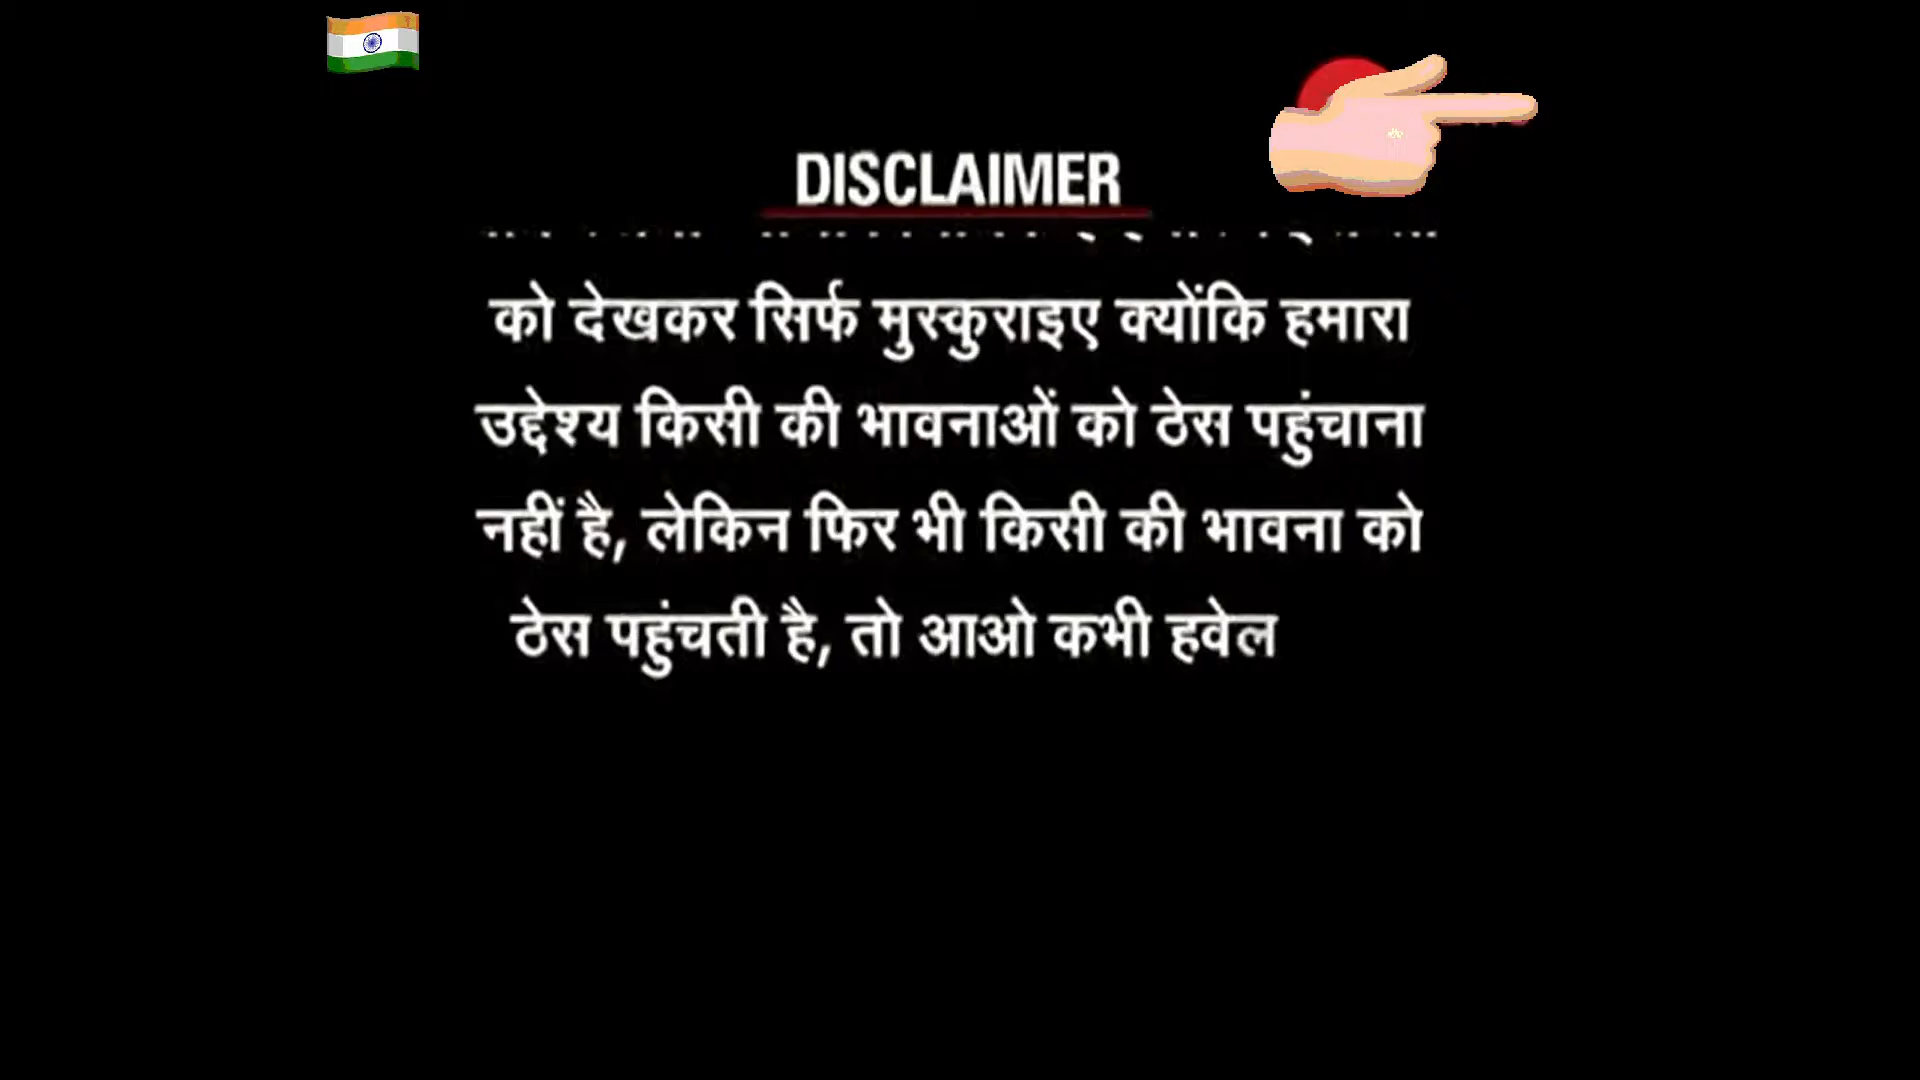 DISCLAIMER
को देखकर सिर्फ मुस्कुराइए क्योंकि हमारा
उद्देश्य किसी की भावनाओं को ठेस पहुंचाना
नहीं है, लेकिन फिर भी किसी की भावना को
ठेस पहुंचती है, तो आओ कभी हवेल